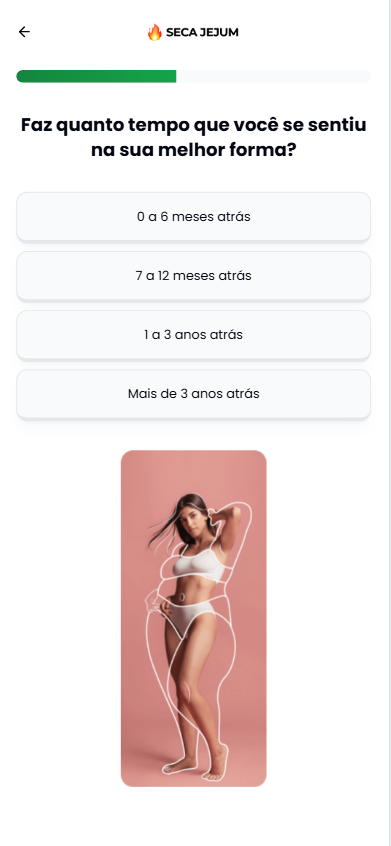 SECA JEJUM
Faz quanto tempo que você se sentiu
na sua melhor forma?
0 a 6 meses atrás
7 a 12 meses atrás
1 a 3 anos atrás
Mais de 3 anos atrás